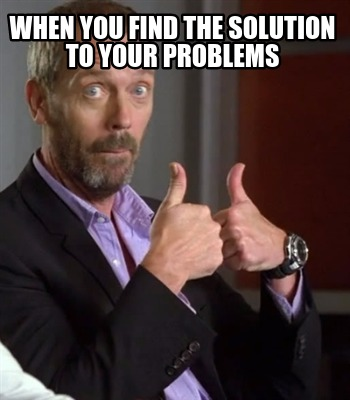 WHEN YOU FIND THE SOLUTION
TO YOUR PROBLEMS